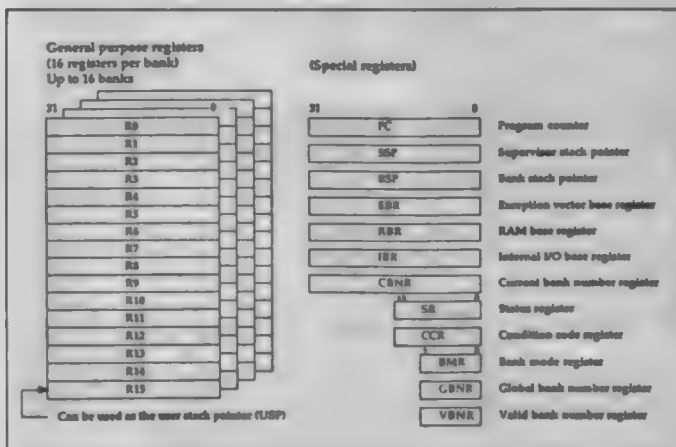 General purpose registers
(16 registers per bank)
Up to 16 banks
31 0
R0
R1
R2
R3
R4
R5
R6
R7
R8
R9
R10
R11
R12
R13
R14
R15
Can be used as the user stack pointer (USP)
(Special registers)
31 0
PC Program counter
SSP Supervisor stack pointer
BSP Bank stack pointer
EBR Exception vector base register
RBR RAM base register
IBR Internal I/O base register
CBNR Current bank number register
SR Status register
CCR Condition code register
BMR Bank mode register
GBNR Global bank number register
VBNR Valid bank number register